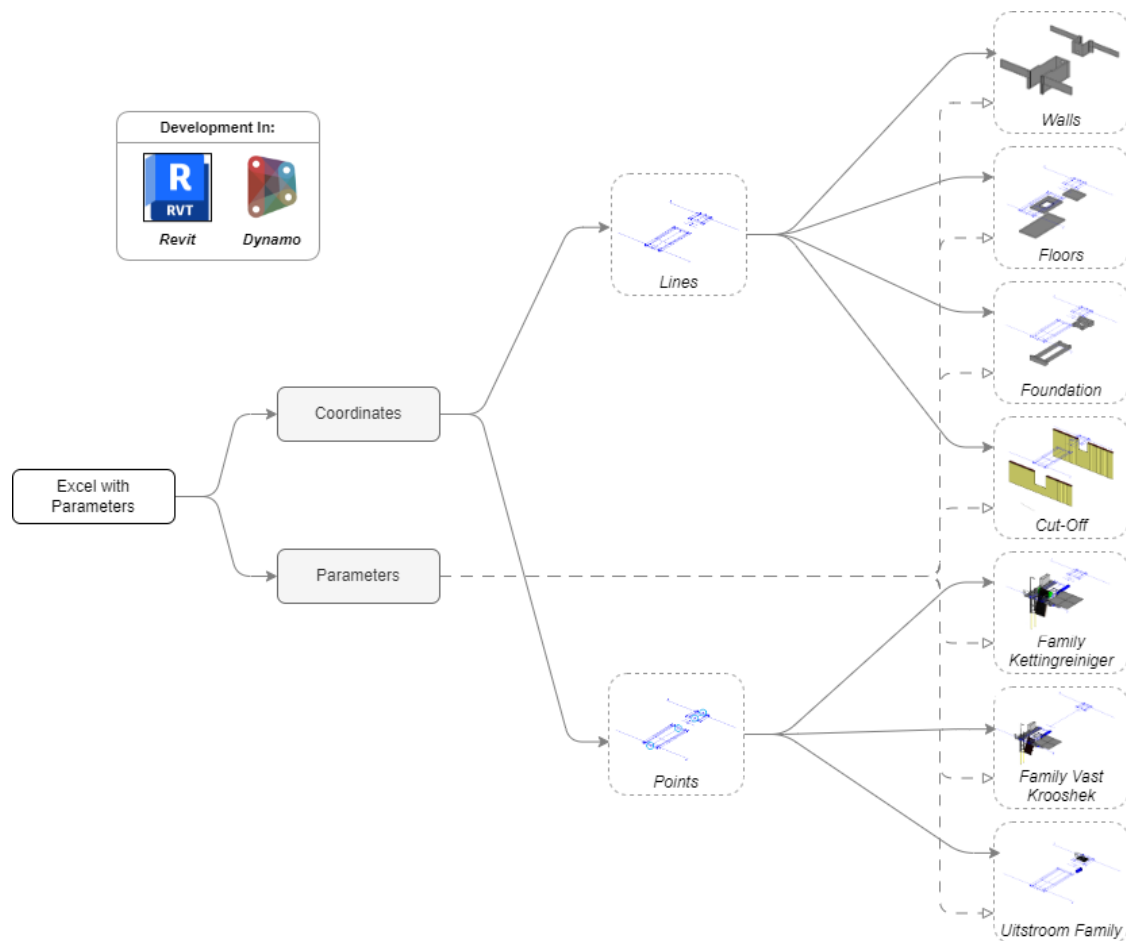 Development In:
R
RVT
Revit
Dynamo
Excel with
Parameters
Coordinates
Parameters
Lines
Points
Walls
Floors
Foundation
Cut-Off
Family
Kettingreiniger
Family Vast
Krooshek
Uitstroom Family